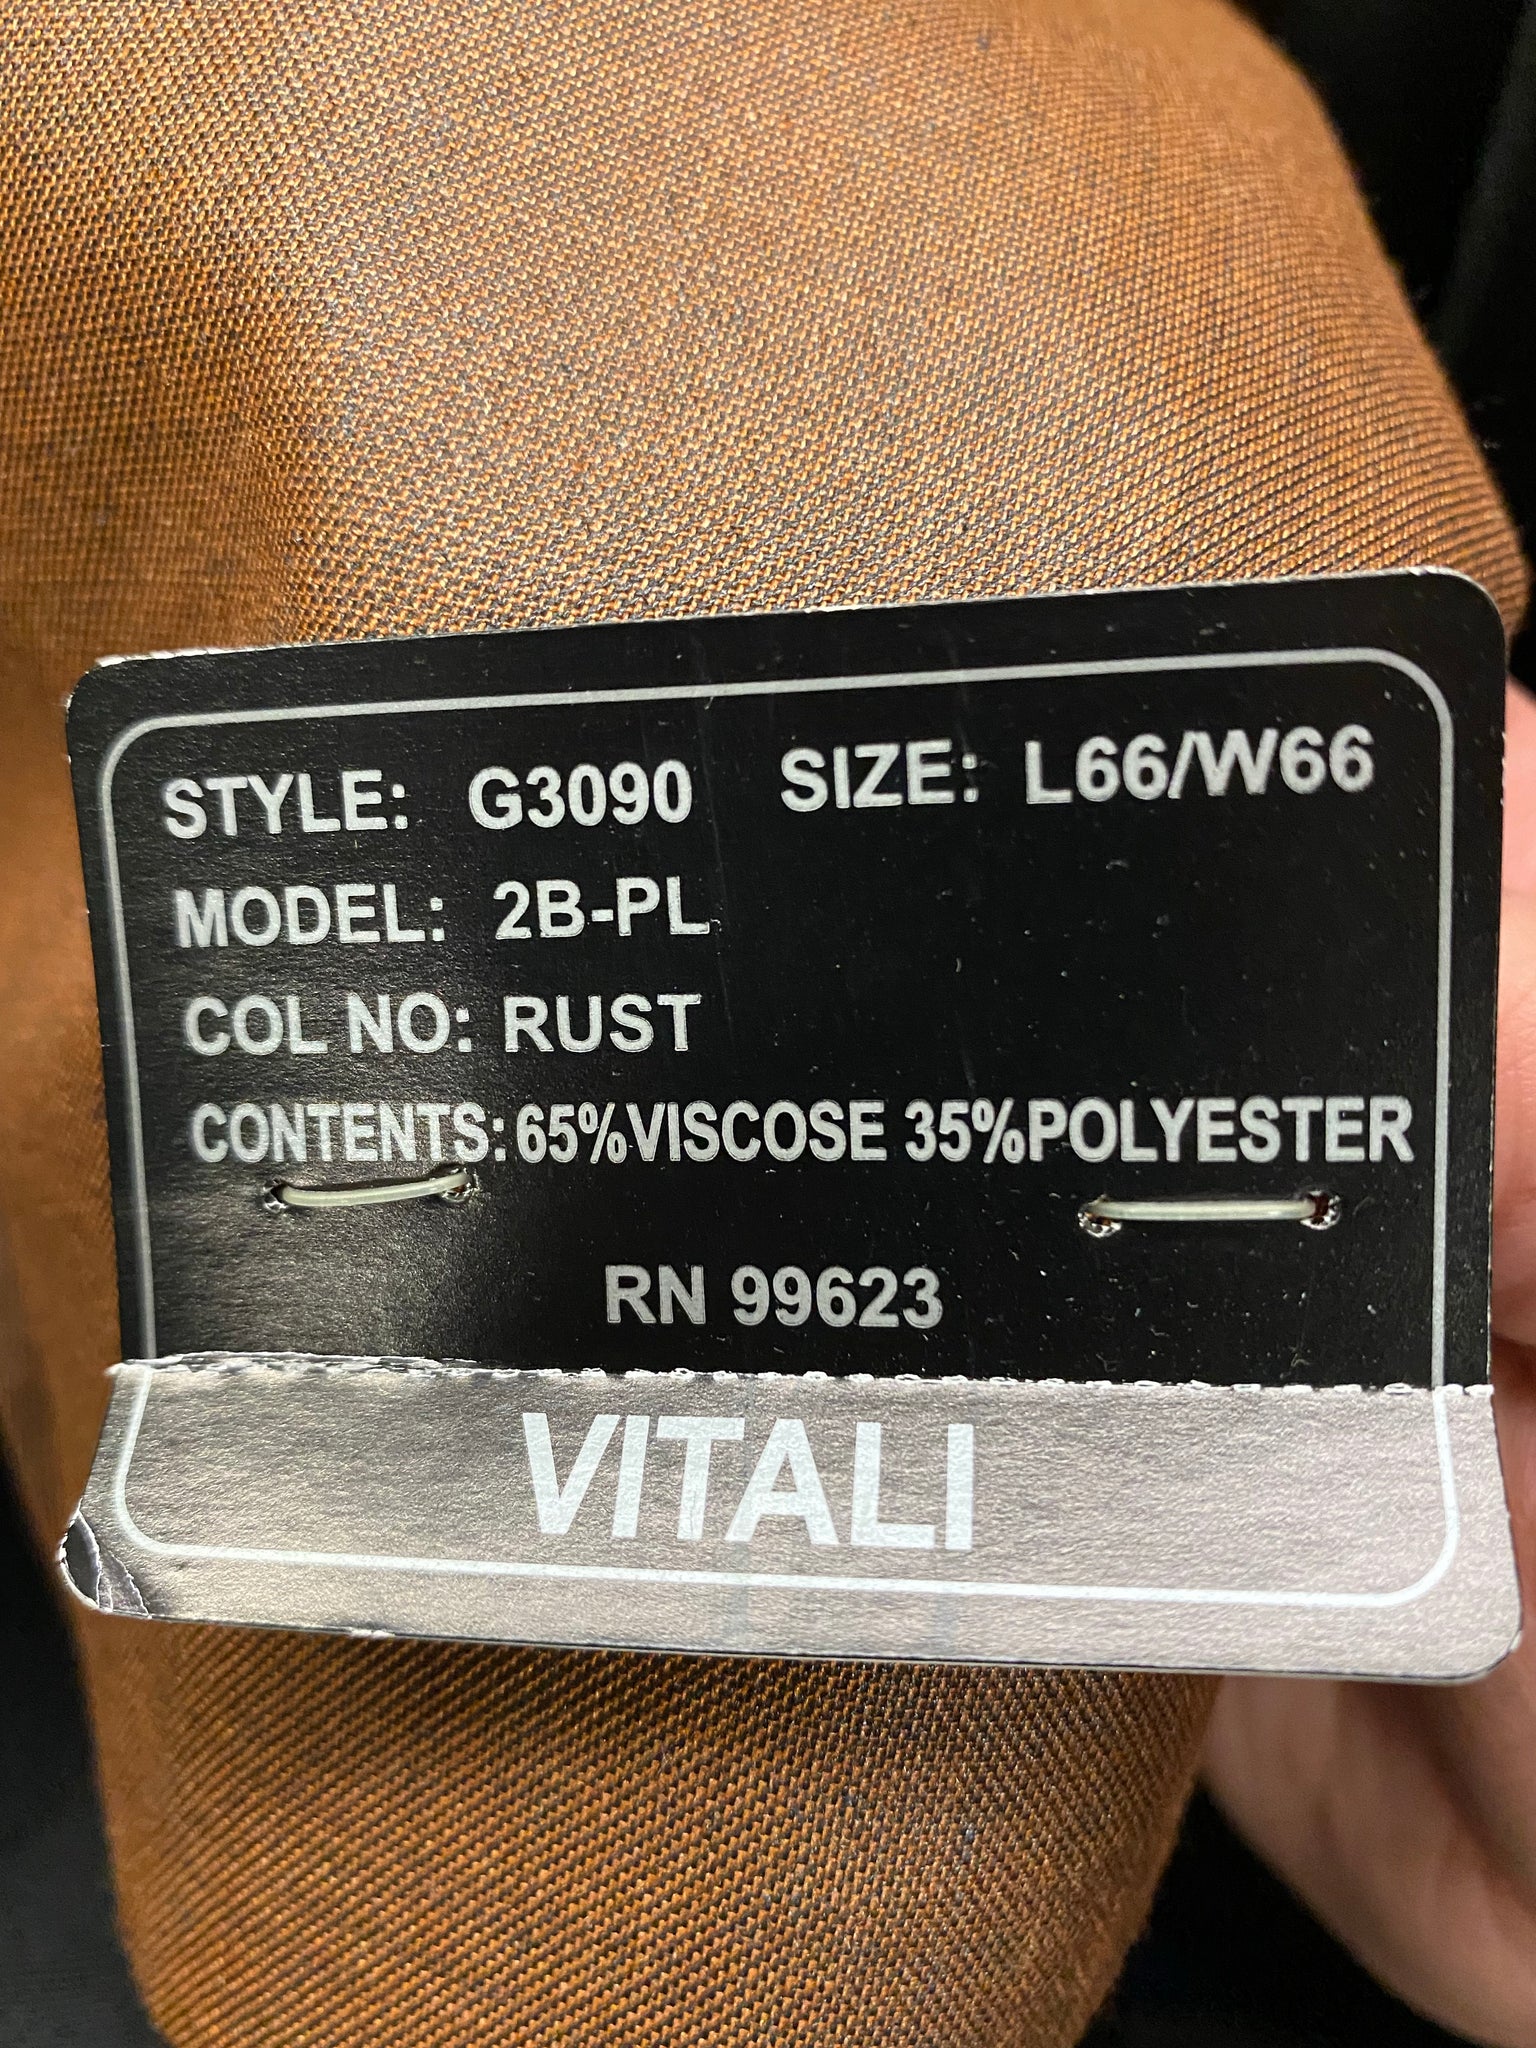 STYLE: G3090 SIZE: L66/W66
MODEL: 2B-PL
COL NO: RUST
CONTENTS: 65%VISCOSE 35%POLYESTER
RN 99623
VITALI